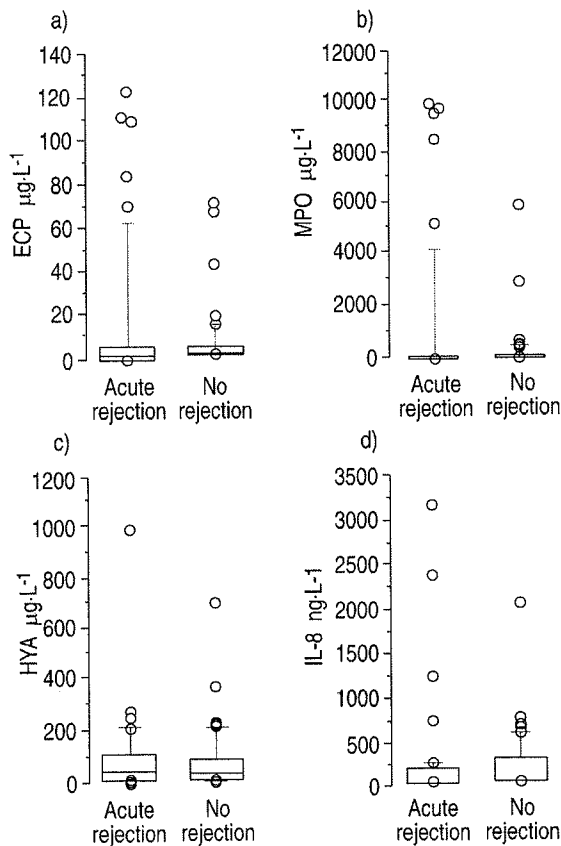 a)
ECP µg·L-1
140
120
100
80
60
40
20
0
Acute rejection
No rejection
b)
MPO µg·L-1
12000
10000
8000
6000
4000
2000
0
Acute rejection
No rejection
c)
HYA µg·L-1
1200
1000
800
600
400
200
0
Acute rejection
No rejection
d)
IL-8 ng·L-1
3500
3000
2500
2000
1500
1000
500
0
Acute rejection
No rejection